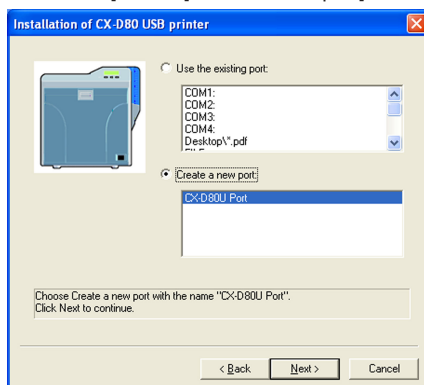 Installation of CX-D80 USB printer
Use the existing port:
COM1:
COM2:
COM3:
COM4:
Desktop\*.pdf
Create a new port:
CX-D80U Port
Choose Create a new port with the name "CX-D80U Port".
Click Next to continue.
< Back
Next >
Cancel